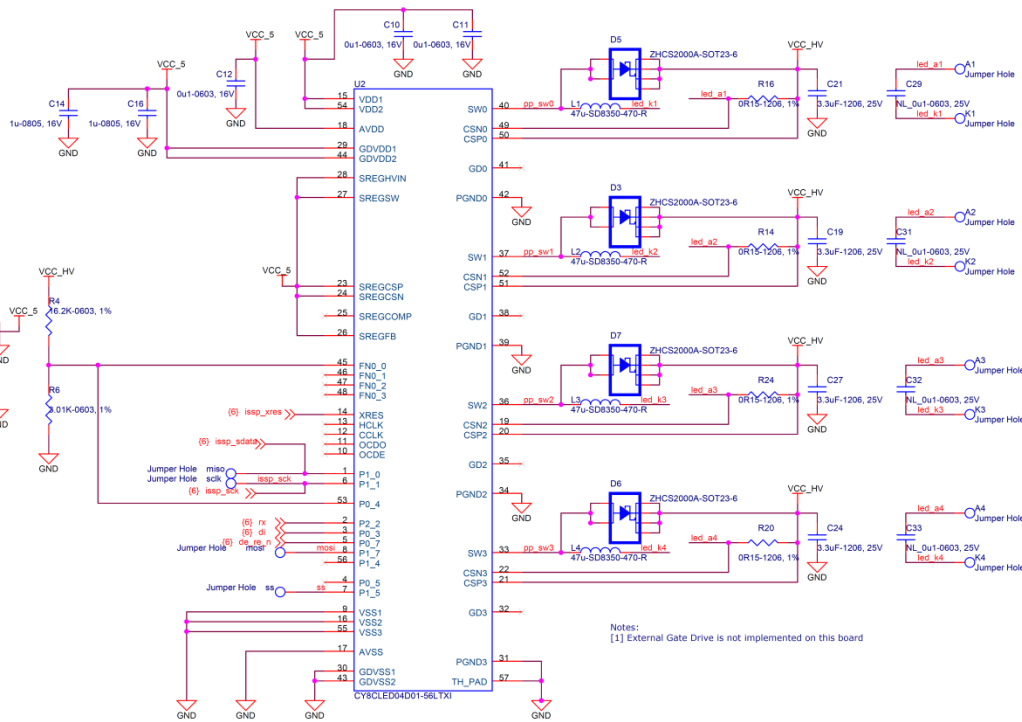 C10
0u1-0603, 16V
C11
0u1-0603, 16V
VCC_5
VCC_5
VCC_5
C12
0u1-0603, 16V
C14
1u-0805, 16V
C16
1u-0805, 16V
GND
GND
GND
GND
GND
U2
15 VDD1
54 VDD2
18 AVDD
29 GDVDD1
44 GDVDD2
28 SREGHVIN
27 SREGSW
VCC_5
23 SREGCSP
24 SREGCSN
25 SREGCOMP
26 SREGFB
45 FN0_0
46 FN0_1
47 FN0_2
48 FN0_3
14 XRES
13 HCLK
12 CCLK
11 OCDO
10 OCDE
1 P1_0
6 P1_1
53 P0_4
2 P2_2
3 P0_3
5 P0_7
8 P1_7
56 P1_4
4 P0_5
7 P1_5
9 VSS1
16 VSS2
55 VSS3
17 AVSS
30 GDVSS1
43 GDVSS2
CY8CLED04D01-56LTXI
VCC_HV
VCC_5
R4
16.2K-0603, 1%
R6
3.01K-0603, 1%
GND
ND
ND
{6} issp_xres
{6} issp_sdata
Jumper Hole miso
Jumper Hole sclk
issp_sck
{6} issp_sck
{6} rx
{6} di
{6} de_re_n
Jumper Hole mosi
mosi
Jumper Hole ss
ss
GND
GND
GND
SW0 40
CSN0 49
CSP0 50
GD0 41
PGND0 42
SW1 37
CSN1 52
CSP1 51
GD1 38
PGND1 39
SW2 36
CSN2 19
CSP2 20
GD2 35
PGND2 34
SW3 33
CSN3 22
CSP3 21
GD3 32
PGND3 31
TH_PAD 57
GND
GND
GND
GND
D5
ZHCS2000A-SOT23-6
pp_sw0
L1
47u-SD8350-470-R
led_k1
led_a1
R16
0R15-1206, 1%
VCC_HV
C21
3.3uF-1206, 25V
GND
led_a1
A1
Jumper Hole
C29
NL_0u1-0603, 25V
led_k1
K1
Jumper Hole
D3
ZHCS2000A-SOT23-6
pp_sw1
L2
47u-SD8350-470-R
led_k2
led_a2
R14
0R15-1206, 1%
VCC_HV
C19
3.3uF-1206, 25V
GND
led_a2
A2
Jumper Hole
C31
NL_0u1-0603, 25V
led_k2
K2
Jumper Hole
D7
ZHCS2000A-SOT23-6
pp_sw2
L3
47u-SD8350-470-R
led_k3
led_a3
R24
0R15-1206, 1%
VCC_HV
C27
3.3uF-1206, 25V
GND
led_a3
A3
Jumper Hole
C32
NL_0u1-0603, 25V
led_k3
K3
Jumper Hole
D6
ZHCS2000A-SOT23-6
pp_sw3
L4
47u-SD8350-470-R
led_k4
led_a4
R20
0R15-1206, 1%
VCC_HV
C24
3.3uF-1206, 25V
GND
led_a4
A4
Jumper Hole
C33
NL_0u1-0603, 25V
led_k4
K4
Jumper Hole
Notes:
[1] External Gate Drive is not implemented on this board